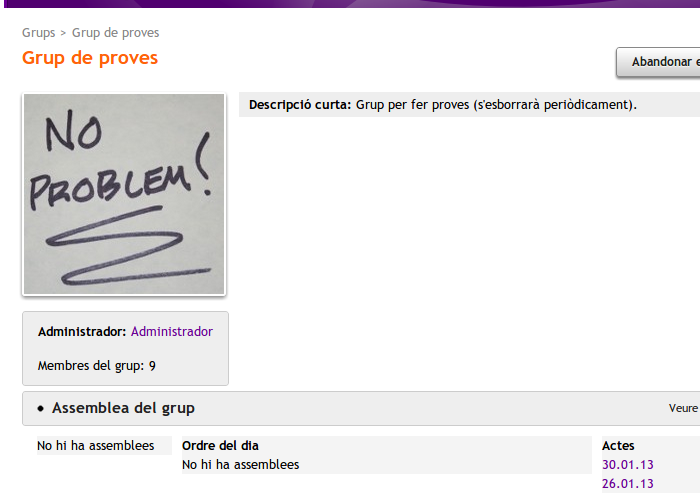 Grups > Grup de proves
Grup de proves
Abandonar e
Descripció curta: Grup per fer proves (s'esborrarà periòdicament).
NO
PROBLEM!
Administrador: Administrador
Membres del grup: 9
• Assemblea del grup
Veure
No hi ha assemblees
Ordre del dia
No hi ha assemblees
Actes
30.01.13
26.01.13